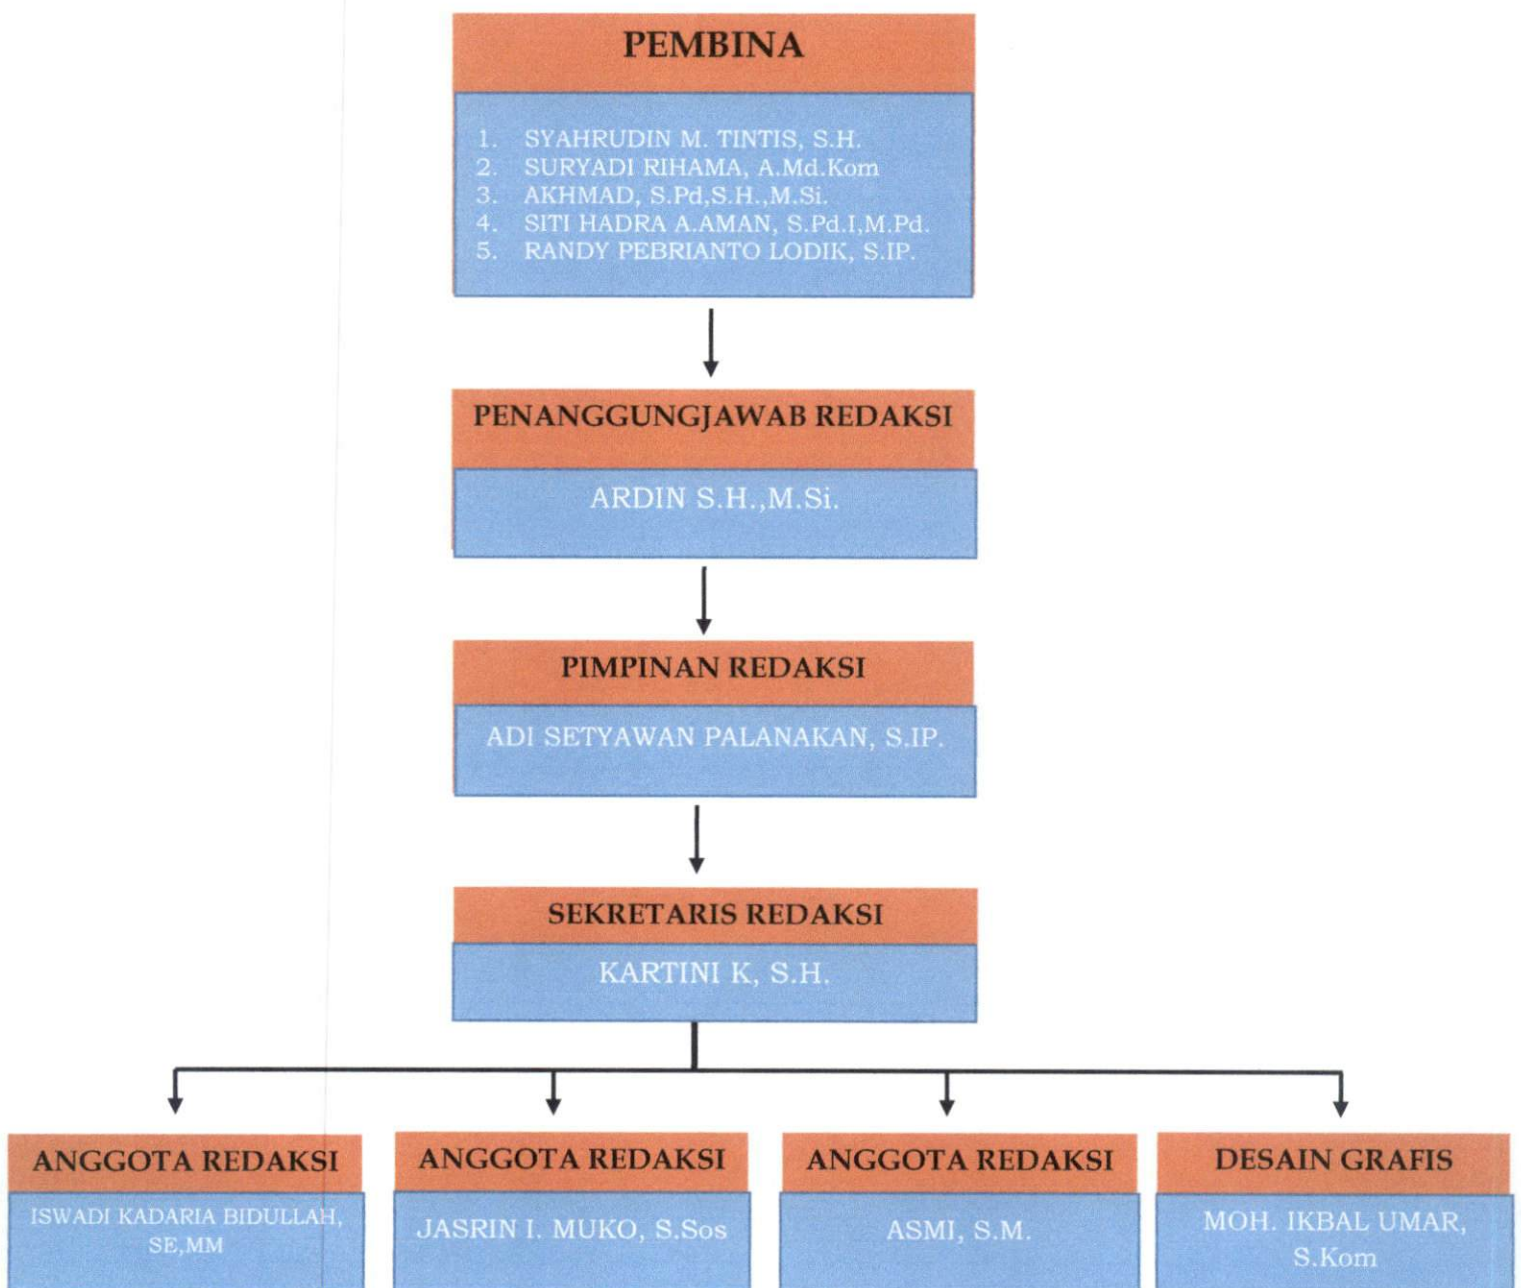 PEMBINA
1. SYAHRUDIN M. TINTIS, S.H.
2. SURYADI RIHAMA, A.Md.Kom
3. AKHMAD, S.Pd,S.H.,M.Si.
4. SITI HADRA A.AMAN, S.Pd.I,M.Pd.
5. RANDY PEBRIANTO LODIK, S.IP.
PENANGGUNGJAWAB REDAKSI
ARDIN S.H.,M.Si.
PIMPINAN REDAKSI
ADI SETYAWAN PALANAKAN, S.IP.
SEKRETARIS REDAKSI
KARTINI K, S.H.
ANGGOTA REDAKSI
ISWADI KADARIA BIDULLAH,
SE,MM
ANGGOTA REDAKSI
JASRIN I. MUKO, S.Sos
ANGGOTA REDAKSI
ASMI, S.M.
DESAIN GRAFIS
MOH. IKBAL UMAR,
S.Kom